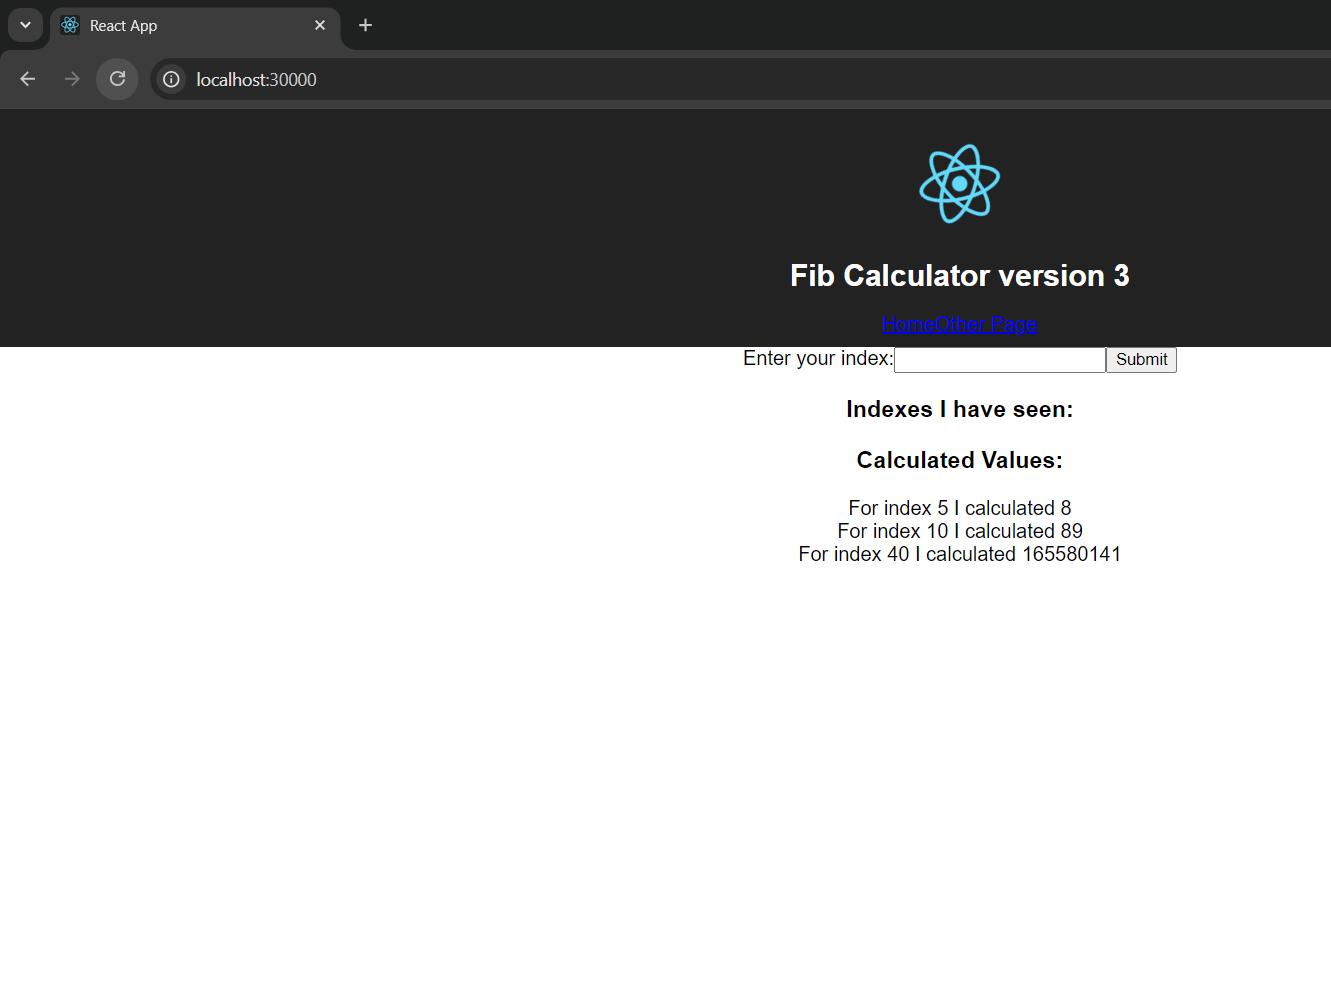 React App
localhost:30000
Fib Calculator version 3
HomeOther Page
Enter your index: Submit
Indexes I have seen:
Calculated Values:
For index 5 I calculated 8
For index 10 I calculated 89
For index 40 I calculated 165580141